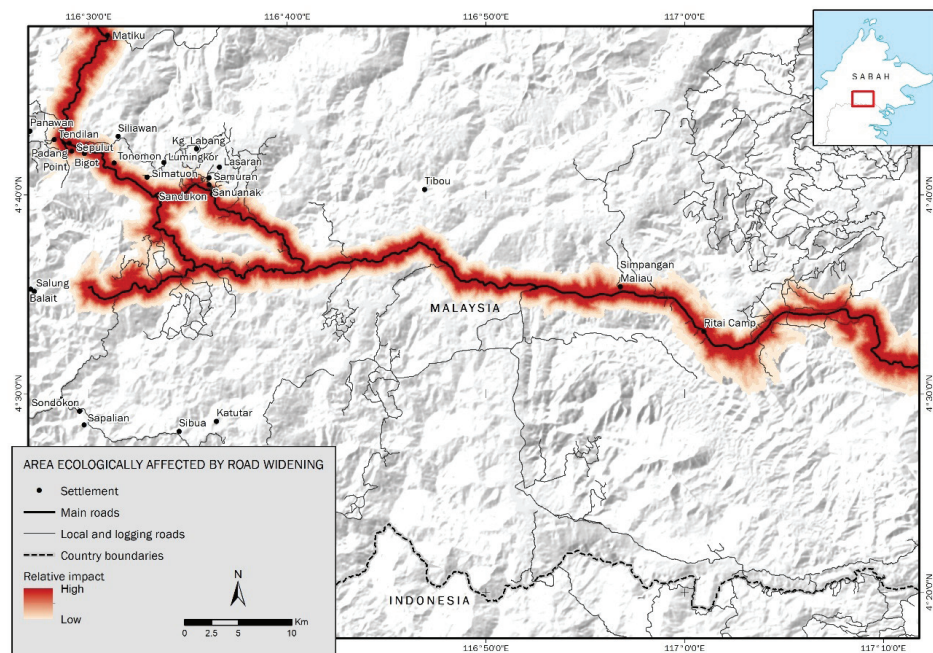 116°30'0"E
116°40'0"E
116°50'0"E
117°0'0"E
SABAH
Matiku
Panawan
Tendilan
Siliawan
Sepulut
Kg. Labang
Padang
Point
Bigot
Tonomon
Lumingkor
Lasaran
Simatuoh
Samuran
Sanuanak
Sandukon
Tibou
4°40'0"N
4°40'0"N
Salung
Balait
Simpangan
Maliau
MALAYSIA
Ritai Camp
4°30'0"N
Sondokon
Sapalian
Sibua
Katutar
AREA ECOLOGICALLY AFFECTED BY ROAD WIDENING
Settlement
Main roads
Local and logging roads
Country boundaries
Relative impact
High
Low
N
0 2.5 5 10 Km
INDONESIA
4°20'0"N
116°50'0"E
117°0'0"E
117°10'0"E